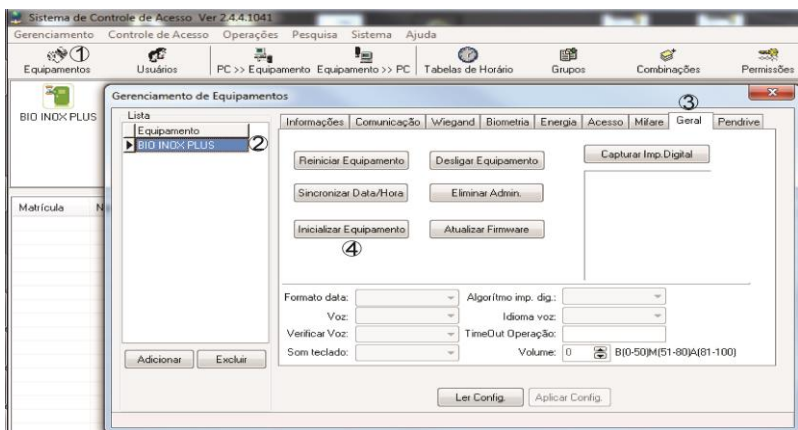 Sistema de Controle de Acesso Ver 2.4.4.1041
Gerenciamento Controle de Acesso Operações Pesquisa Sistema Ajuda
①
Equipamentos Usuários PC >> Equipamento Equipamento >> PC Tabelas de Horário Grupos Combinações Permissões
BIO INOX PLUS
Matrícula N
Gerenciamento de Equipamentos
Lista
Equipamento
BIO INOX PLUS ②
③
Informações Comunicação Wiegand Biometria Energia Acesso Mifare Geral Pendrive
Reiniciar Equipamento Desligar Equipamento Capturar Imp.Digital
Sincronizar Data/Hora Eliminar Admin.
Inicializar Equipamento Atualizar Firmware
④
Formato data: Algorítmo imp. dig.:
Voz: Idioma voz:
Verificar Voz: TimeOut Operação:
Som teclado: Volume: 0 B(0-50)M(51-80)A(81-100)
Adicionar Excluir
Ler Config. Aplicar Config.